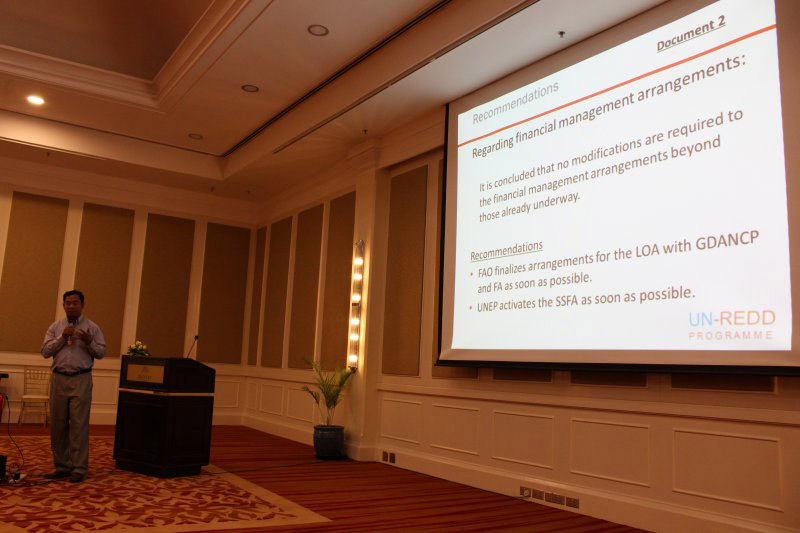 Document 2
Recommendations
Regarding financial management arrangements:
It is concluded that no modifications are required to
the financial management arrangements beyond
those already underway.
Recommendations
• FAO finalizes arrangements for the LOA with GDANCP
and FA as soon as possible.
• UNEP activates the SSFA as soon as possible.
UN-REDD
PROGRAMME